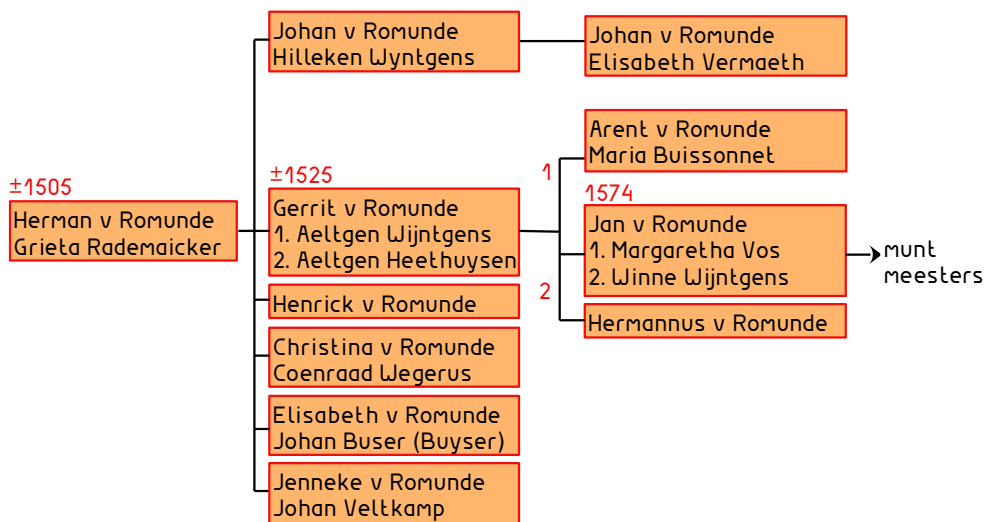 ±1505
Herman v Romunde
Grieta Rademaicker
Johan v Romunde
Hilleken Wyntgens
±1525
Gerrit v Romunde
1. Aeltgen Wijntgens
2. Aeltgen Heethuysen
Henrick v Romunde
Christina v Romunde
Coenraad Wegerus
Elisabeth v Romunde
Johan Buser (Buyser)
Jenneke v Romunde
Johan Veltkamp
Johan v Romunde
Elisabeth Vermaeth
1
2
Arent v Romunde
Maria Buissonnet
1574
Jan v Romunde
1. Margaretha Vos
2. Winne Wijntgens
Hermannus v Romunde
munt
meesters